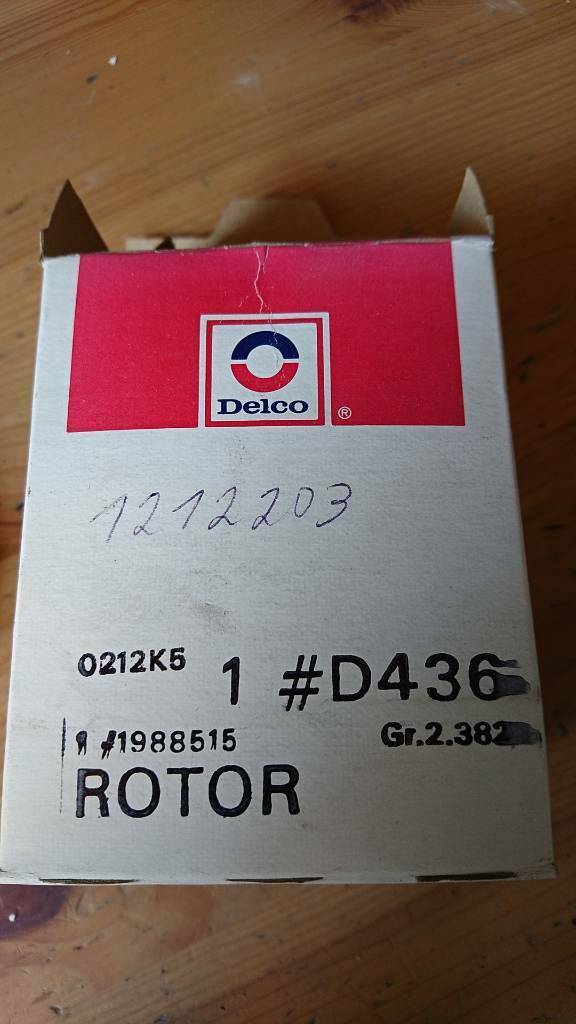 Delco ®
1212203
0212K5 1 #D436
1 #1988515 Gr.2.382
ROTOR